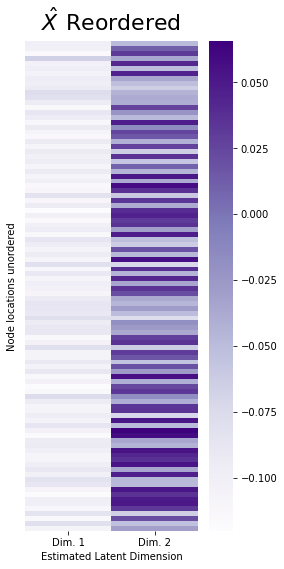 X̂ Reordered
Node locations unordered
Dim. 1
Dim. 2
Estimated Latent Dimension
0.050
0.025
0.000
−0.025
−0.050
−0.075
−0.100